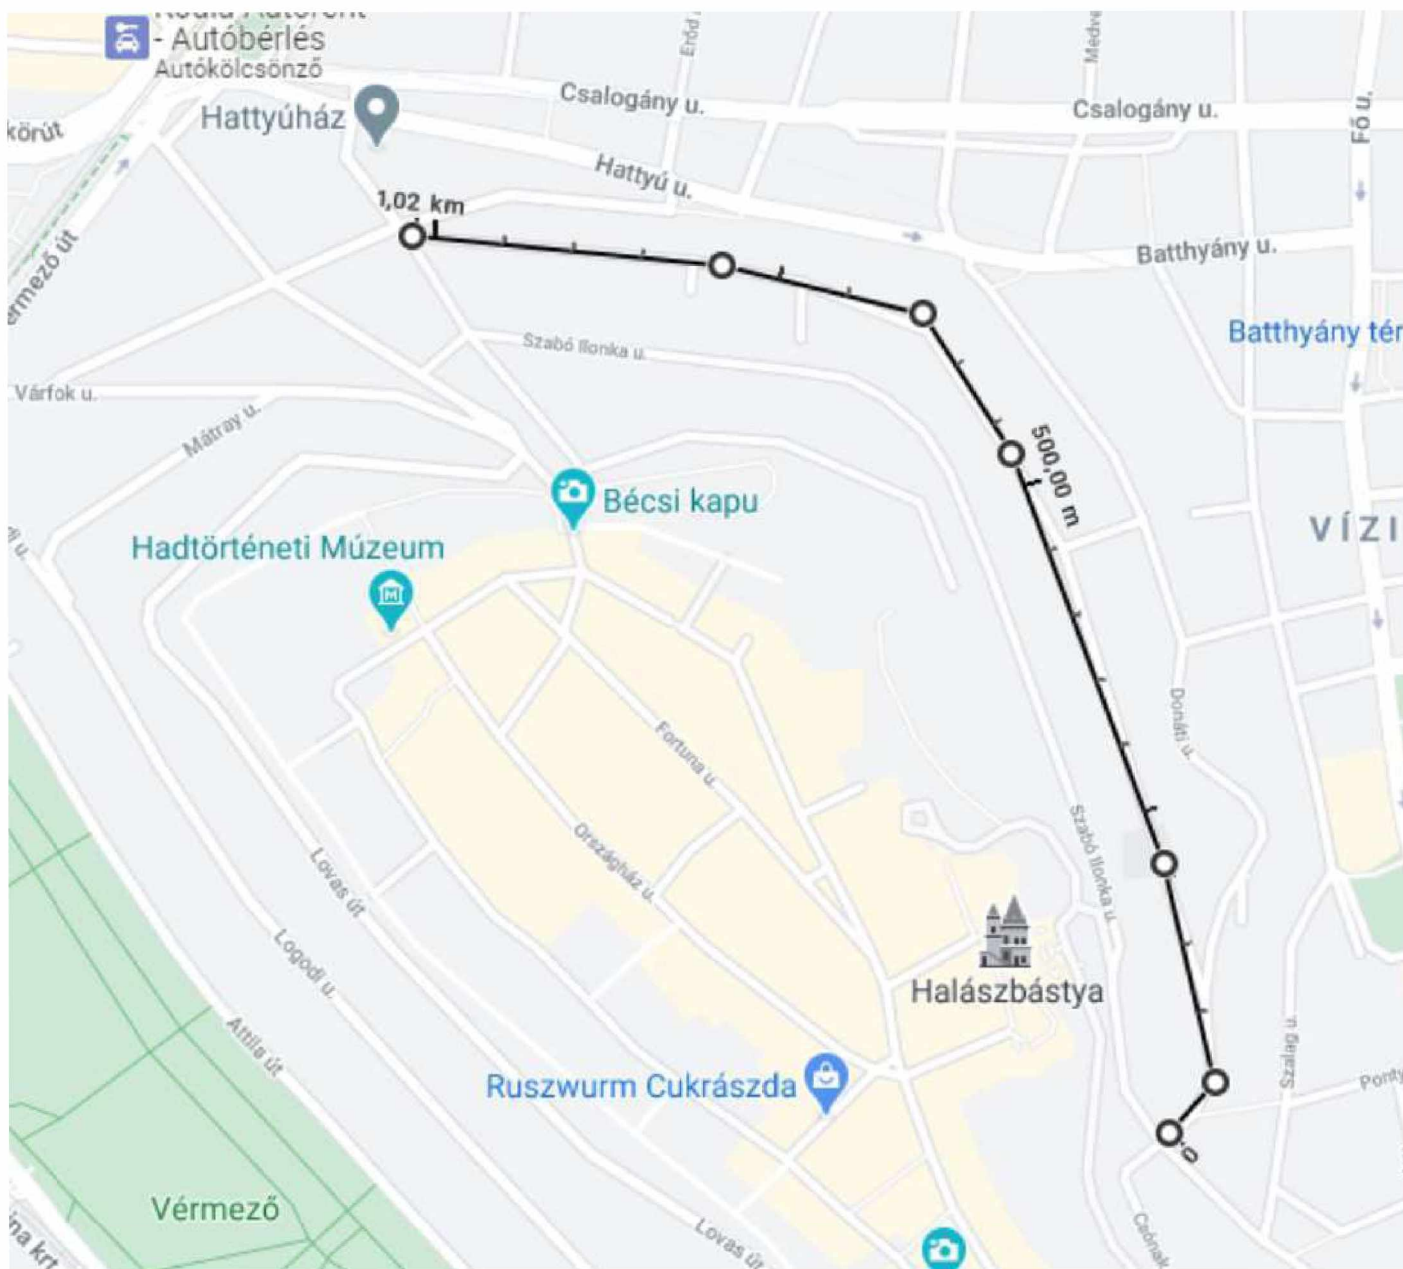 - Autóbérlés
Autókölcsönző
Hattyúház
körút
Erőd
Csalogány u.
Csalogány u.
Fő u.
Hattyú u.
1,02 km
Batthyány u.
Batthyány tér
Szabó Ilonka u.
Várfok u.
Mátray u.
500,00 m
Bécsi kapu
Hadtörténeti Múzeum
VÍZI
Donáti u.
Fortuna u.
Országház u.
Szabó Ilonka u.
Lovas út
Logodi u.
Halászbástya
Attila út
Ruszwurm Cukrászda
Szalag u.
0
Vérmező
Lovas út